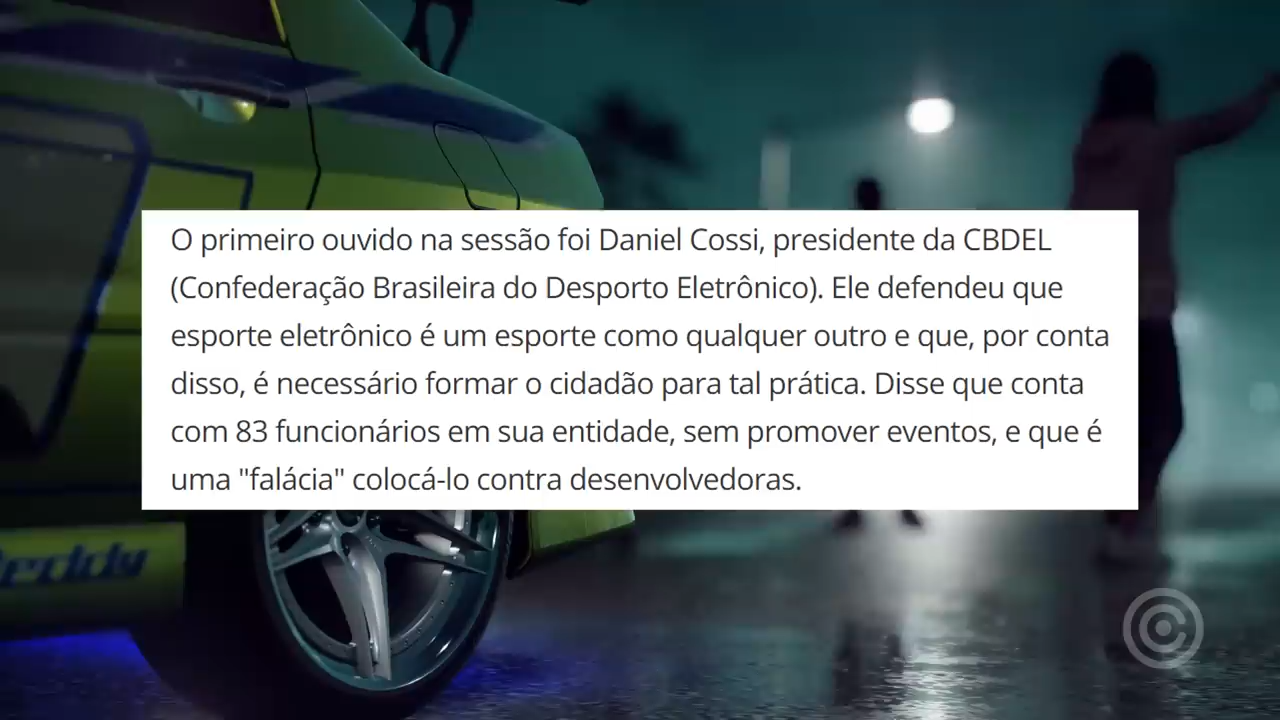 O primeiro ouvido na sessão foi Daniel Cossi, presidente da CBDEL
(Confederação Brasileira do Desporto Eletrônico). Ele defendeu que
esporte eletrônico é um esporte como qualquer outro e que, por conta
disso, é necessário formar o cidadão para tal prática. Disse que conta
com 83 funcionários em sua entidade, sem promover eventos, e que é
uma "falácia" colocá-lo contra desenvolvedoras.